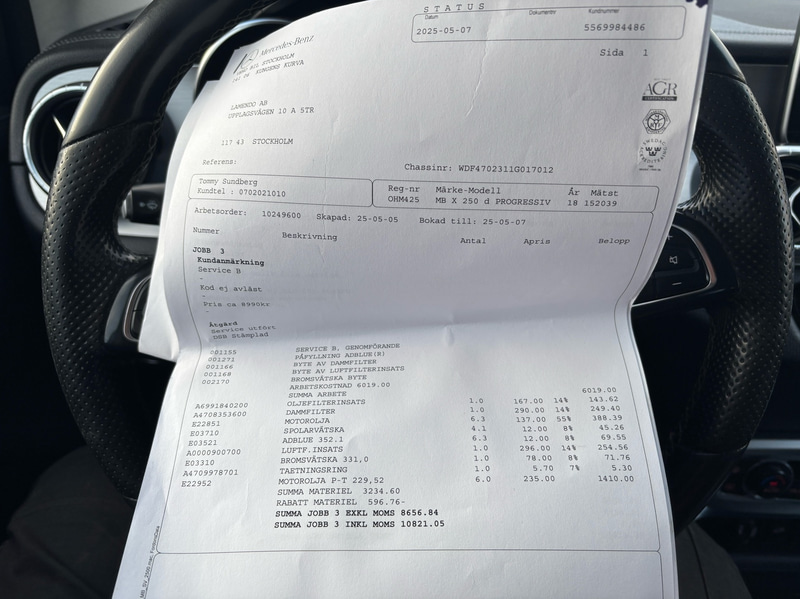 STATUS
Datum Dokumentnr Kundnummer
2025-05-07 5569984486
Sida 1
Mercedes-Benz
STOCKHOLM
KUNGENS KURVA
AGR
LAMENDO AB
UPPLAGSVÄGEN 10 A 5TR
117 43 STOCKHOLM
Referens:
Chassinr: WDF4702311G017012
Tommy Sundberg
Kundtel : 0702021010
Reg-nr Märke-Modell År Mätst
OHM425 MB X 250 d PROGRESSIV 18 152039
Arbetsorder: 10249600 Skapad: 25-05-05 Bokad till: 25-05-07
Nummer Beskrivning Antal Apris Belopp
JOBB 3
Kundanmärkning
Service B
-
Kod ej avläst
-
Pris ca 8990kr
-
Åtgärd
Service utfört
DSB Stämplad
001155 SERVICE B, GENOMFÖRANDE
001271 PÅFYLLNING ADBLUE(R)
001166 BYTE AV DAMMFILTER
001168 BYTE AV LUFTFILTERINSATS
002170 BROMSVÄTSKA BYTE
ARBETSKOSTNAD 6019.00
SUMMA ARBETE 6019.00
A6991840200 OLJEFILTERINSATS 1.0 167.00 14% 143.62
A4708353600 DAMMFILTER 1.0 290.00 14% 249.40
E22851 MOTOROLJA 6.3 137.00 55% 388.39
E03710 SPOLARVÄTSKA 4.1 12.00 8% 45.26
E03521 ADBLUE 352.1 6.3 12.00 8% 69.55
A0000900700 LUFTF.INSATS 1.0 296.00 14% 254.56
E03310 BROMSVÄTSKA 331,0 1.0 78.00 8% 71.76
A4709978701 TAETNINGSRING 1.0 5.70 7% 5.30
E22952 MOTOROLJA P-T 229,52 6.0 235.00 1410.00
SUMMA MATERIEL 3234.60
RABATT MATERIEL 596.76-
SUMMA JOBB 3 EXKL MOMS 8656.84
SUMMA JOBB 3 INKL MOMS 10821.05